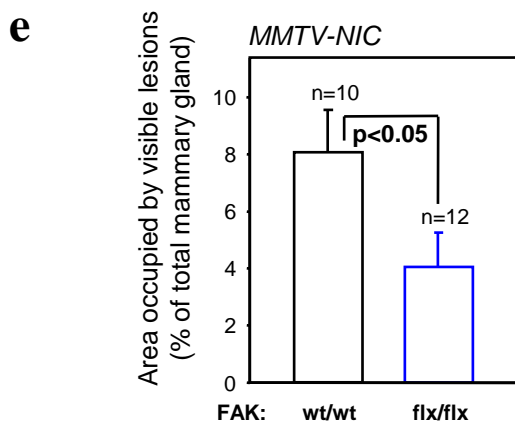 e
MMTV-NIC
Area occupied by visible lesions
(% of total mammary gland)
10
8
6
4
2
0
n=10
p<0.05
n=12
FAK: wt/wt flx/flx